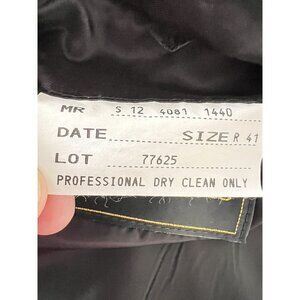 MR S 12 4081 1440
DATE SIZE R 41
LOT 77625
PROFESSIONAL DRY CLEAN ONLY